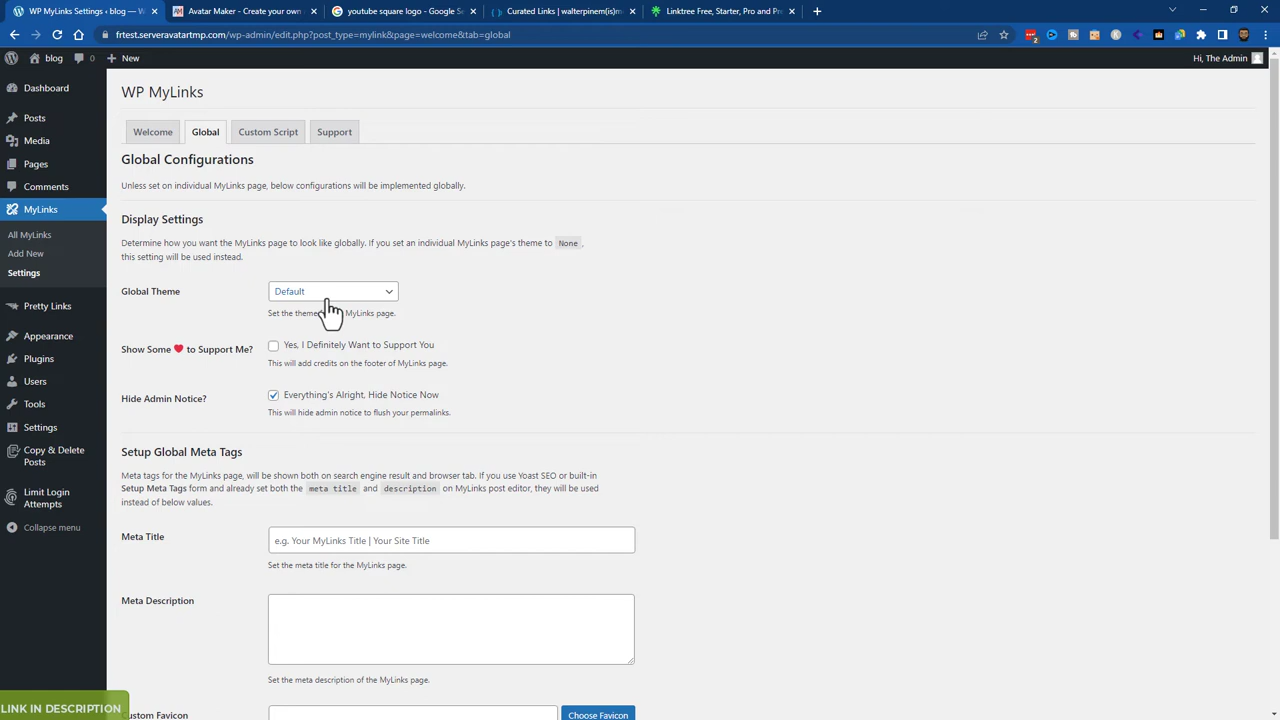 WP MyLinks Settings ‹ blog — W
Avatar Maker - Create your own
youtube square logo - Google Se
Curated Links | walterpinem(is)m
Linktree Free, Starter, Pro and Pr
frtest.serveravatartmp.com/wp-admin/edit.php?post_type=mylink&page=welcome&tab=global
blog
0
New
Hi, The Admin
Dashboard
Posts
Media
Pages
Comments
MyLinks
All MyLinks
Add New
Settings
Pretty Links
Appearance
Plugins
Users
Tools
Settings
Copy & Delete
Posts
Limit Login
Attempts
Collapse menu
WP MyLinks
Welcome
Global
Custom Script
Support
Global Configurations
Unless set on individual MyLinks page, below configurations will be implemented globally.
Display Settings
Determine how you want the MyLinks page to look like globally. If you set an individual MyLinks page's theme to None ,
this setting will be used instead.
Global Theme
Default
Set the theme MyLinks page.
Show Some ❤ to Support Me?
Yes, I Definitely Want to Support You
This will add credits on the footer of MyLinks page.
Hide Admin Notice?
Everything's Alright, Hide Notice Now
This will hide admin notice to flush your permalinks.
Setup Global Meta Tags
Meta tags for the MyLinks page, will be shown both on search engine result and browser tab. If you use Yoast SEO or built-in
Setup Meta Tags form and already set both the meta title and description on MyLinks post editor, they will be used
instead of below values.
Meta Title
e.g. Your MyLinks Title | Your Site Title
Set the meta title for the MyLinks page.
Meta Description
Set the meta description of the MyLinks page.
Custom Favicon
Choose Favicon
LINK IN DESCRIPTION